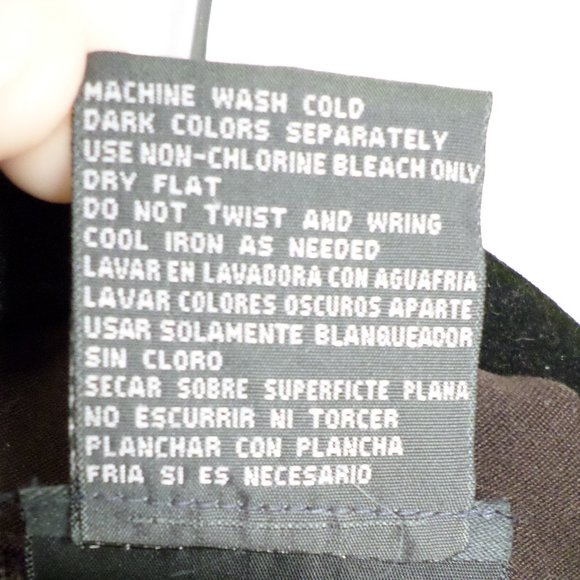 MACHINE WASH COLD
DARK COLORS SEPARATELY
USE NON-CHLORINE BLEACH ONLY
DRY FLAT
DO NOT TWIST AND WRING
COOL IRON AS NEEDED
LAVAR EN LAVADORA CON AGUAFRIA
LAVAR COLORES OSCUROS APARTE
USAR SOLAMENTE BLANQUEADOR
SIN CLORO
SECAR SOBRE SUPERFICTE PLANA
NO ESCURRIR NI TORCER
PLANCHAR CON PLANCHA
FRIA SI ES NECESARIO